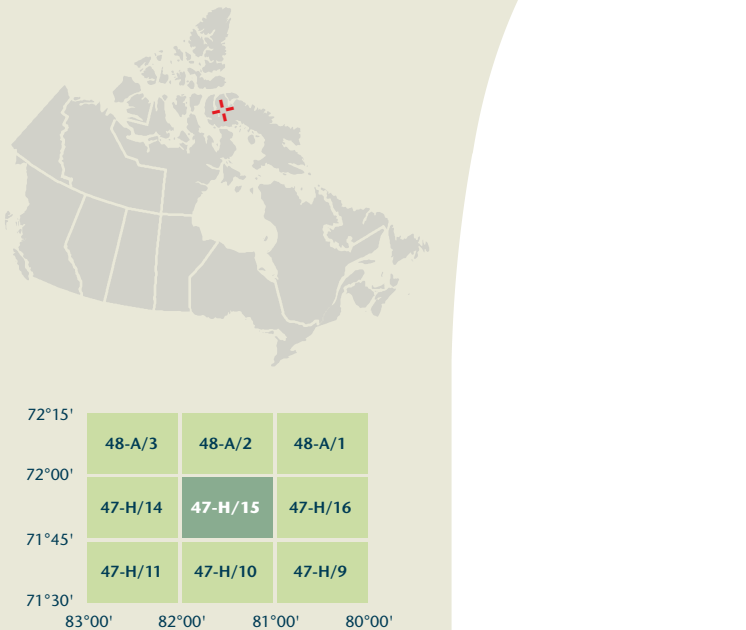 72°15'
48-A/3 48-A/2 48-A/1
72°00'
47-H/14 47-H/15 47-H/16
71°45'
47-H/11 47-H/10 47-H/9
71°30'
83°00' 82°00' 81°00' 80°00'